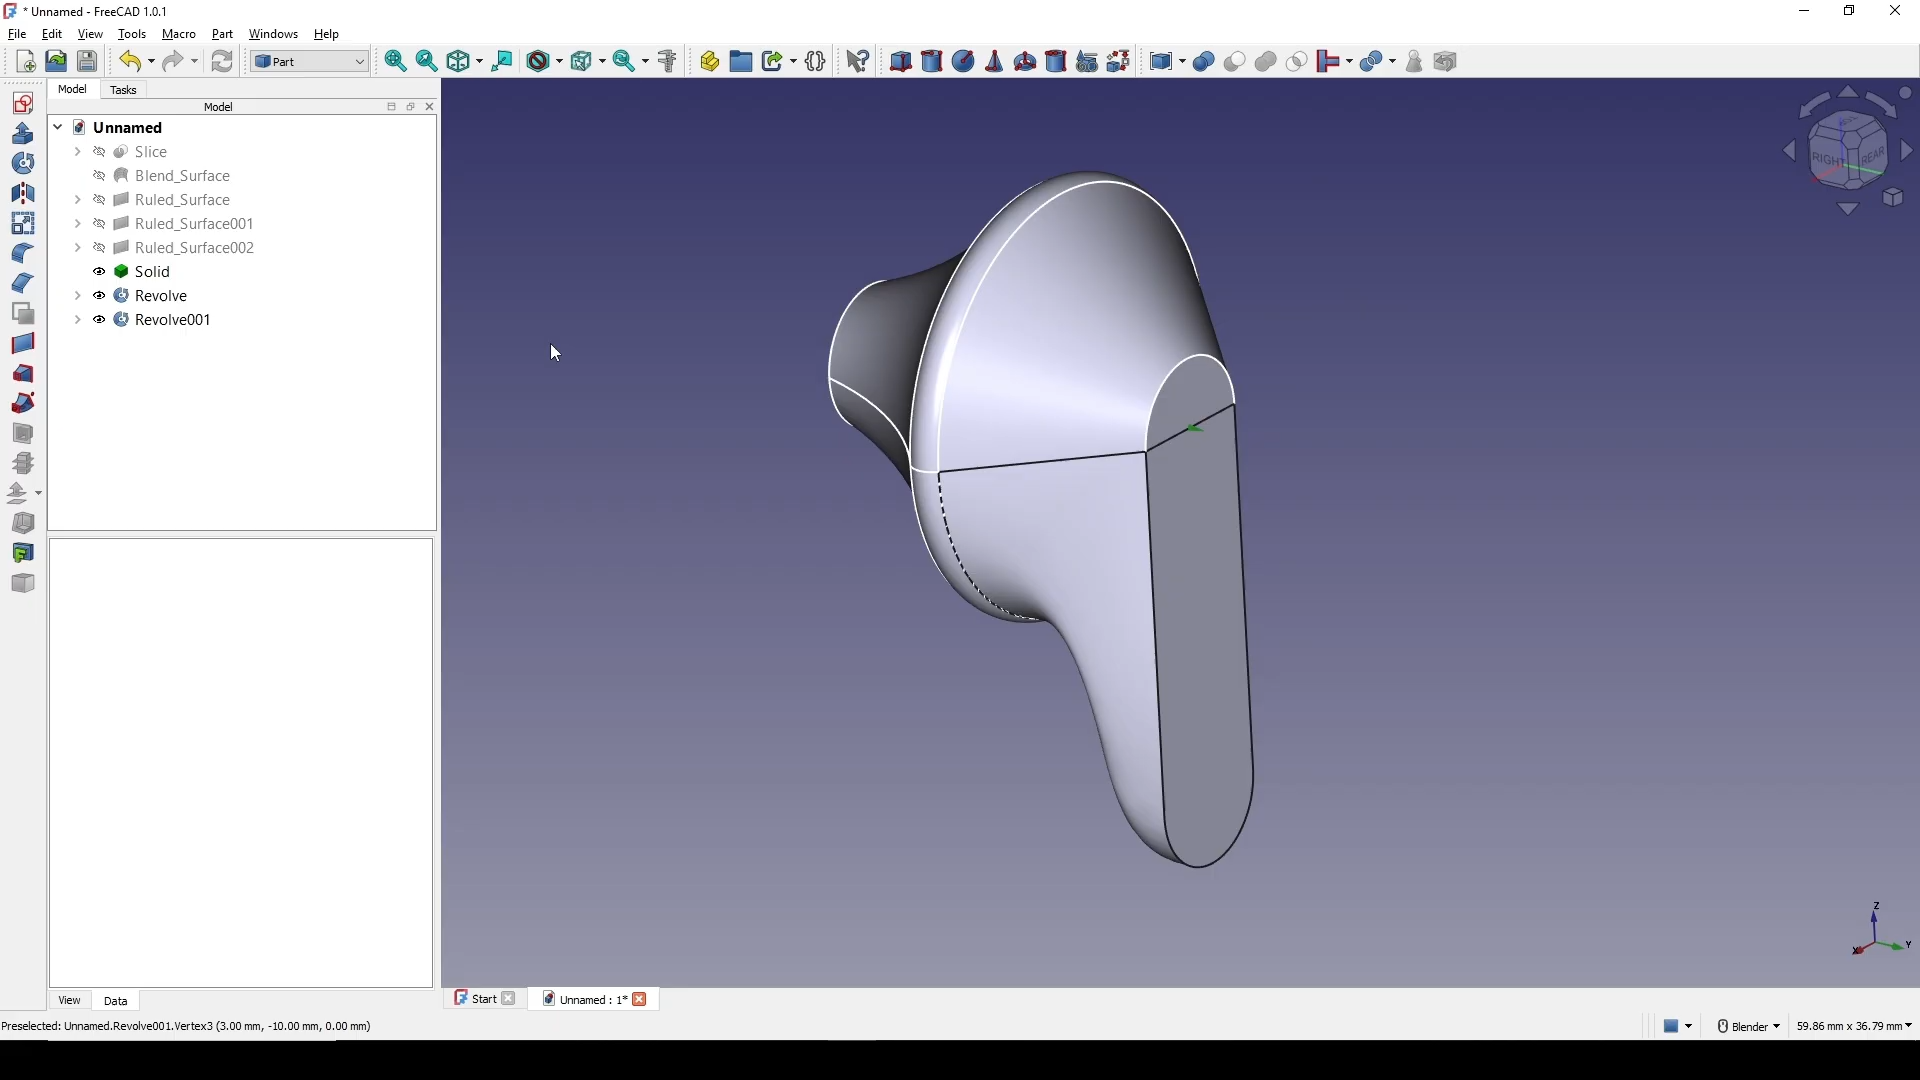 * Unnamed - FreeCAD 1.0.1
File Edit View Tools Macro Part Windows Help
Part
Model Tasks
Model
Unnamed
Slice
Blend_Surface
Ruled_Surface
Ruled_Surface001
Ruled_Surface002
Solid
Revolve
Revolve001
RIGHT REAR
Z
X Y
View Data
Start Unnamed : 1*
Preselected: Unnamed.Revolve001.Vertex3 (3.00 mm, -10.00 mm, 0.00 mm)
Blender 59.86 mm x 36.79 mm